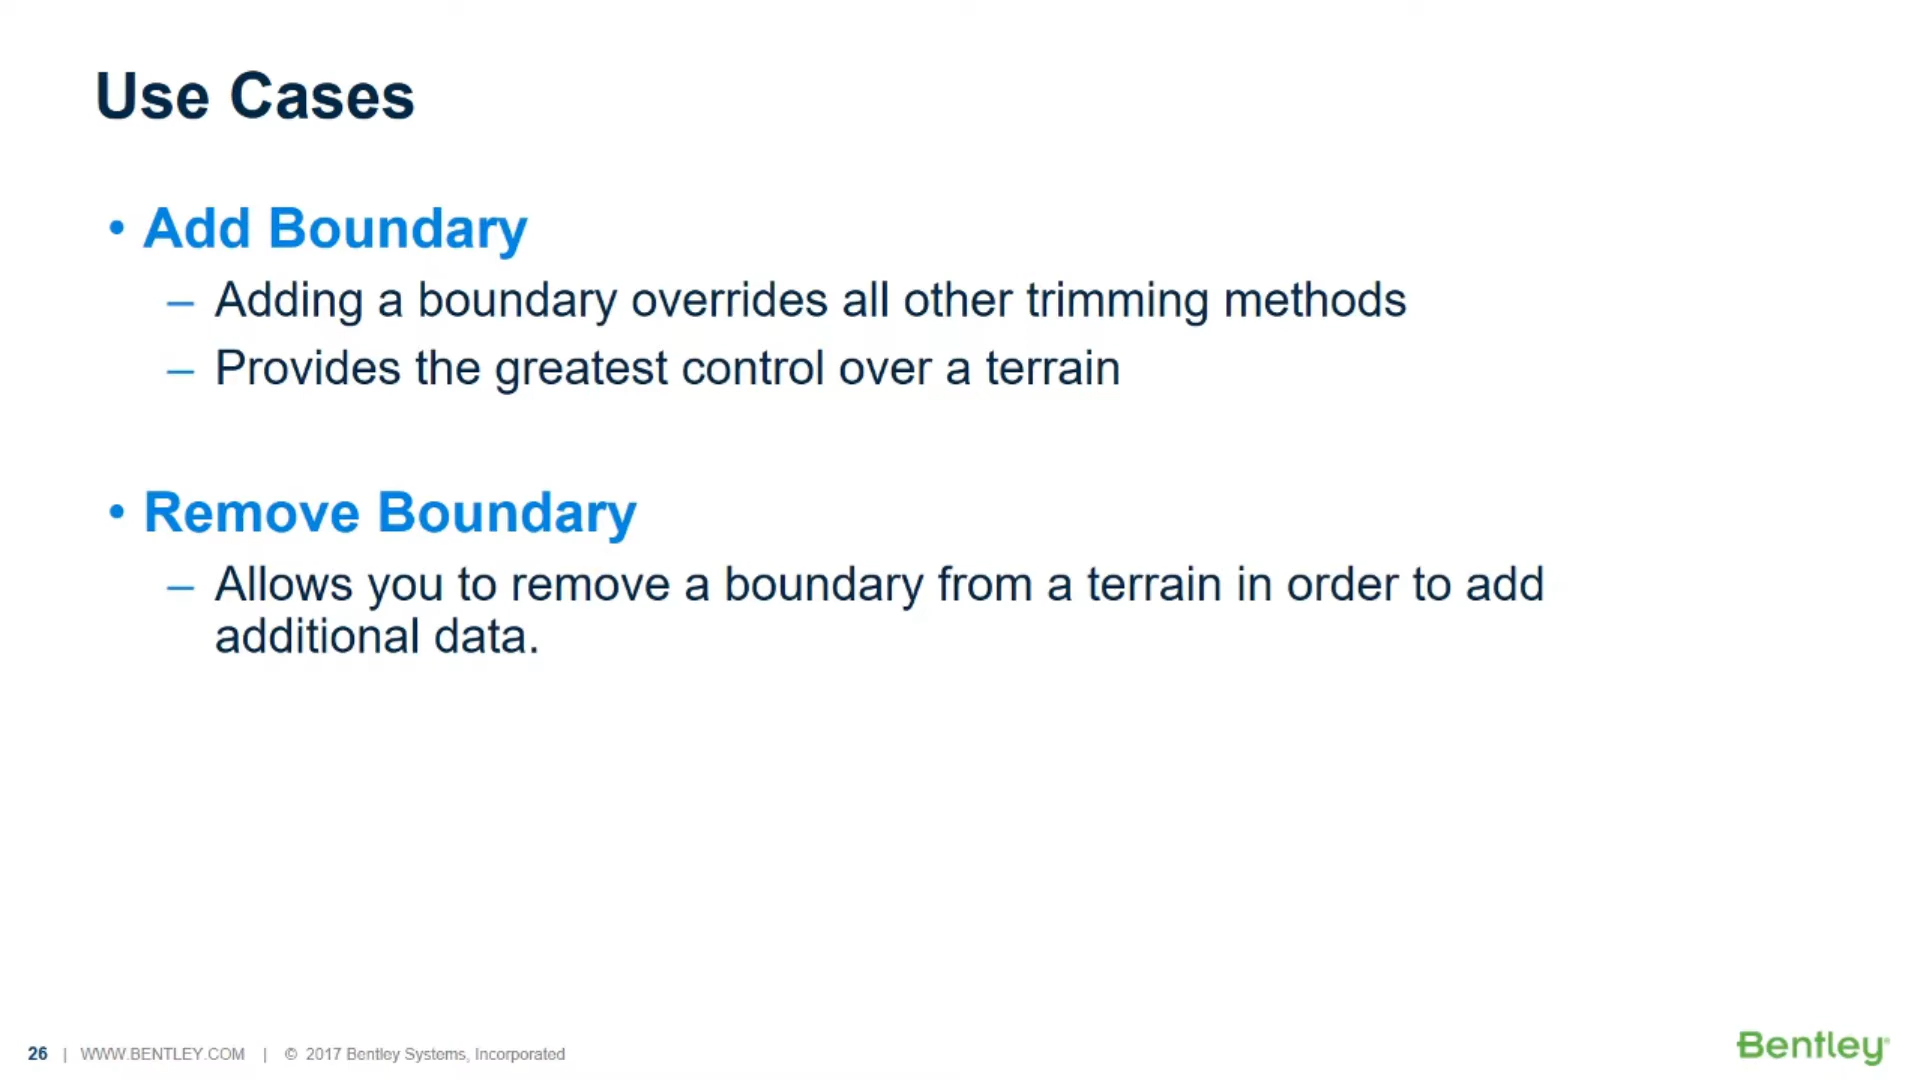 Use Cases
• Add Boundary
– Adding a boundary overrides all other trimming methods
– Provides the greatest control over a terrain
• Remove Boundary
– Allows you to remove a boundary from a terrain in order to add
additional data.
26 | WWW.BENTLEY.COM | © 2017 Bentley Systems, Incorporated
Bentley®